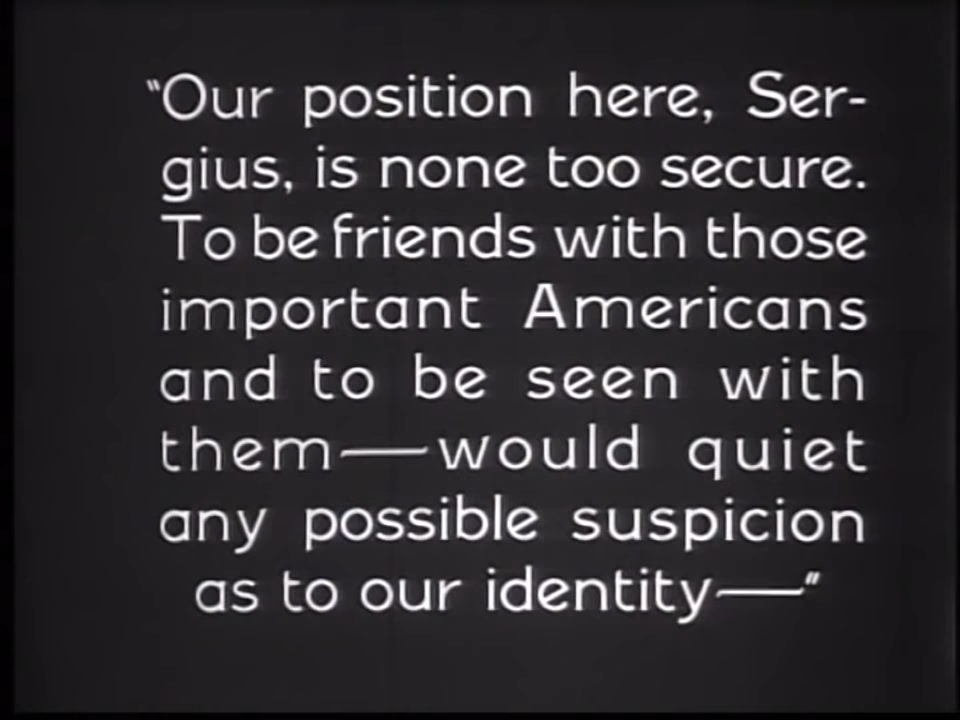 "Our position here, Ser-
gius, is none too secure.
To be friends with those
important Americans
and to be seen with
them—would quiet
any possible suspicion
as to our identity—"